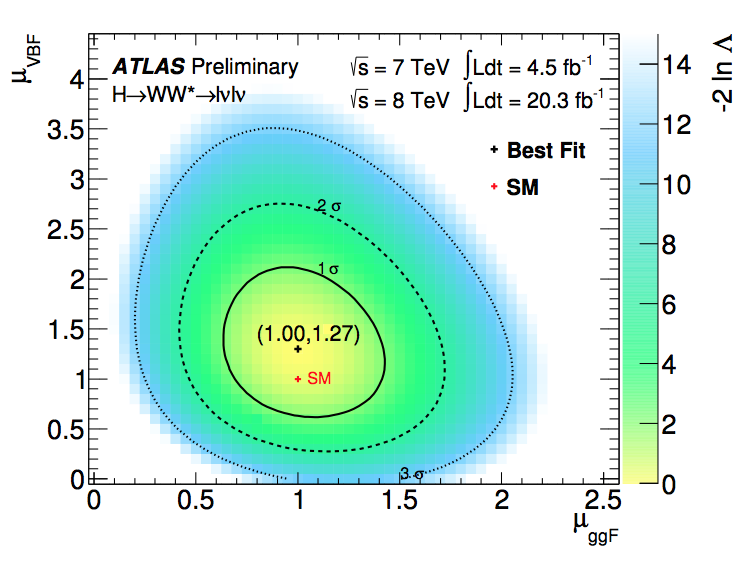 μVBF
ATLAS Preliminary
H→WW*→lνlν
√s = 7 TeV ∫Ldt = 4.5 fb⁻¹
√s = 8 TeV ∫Ldt = 20.3 fb⁻¹
+ Best Fit
+ SM
2 σ
1 σ
(1.00,1.27)
+ SM
3 σ
4
3.5
3
2.5
2
1.5
1
0.5
0
0 0.5 1 1.5 2 2.5
μggF
-2 ln Λ
14
12
10
8
6
4
2
0